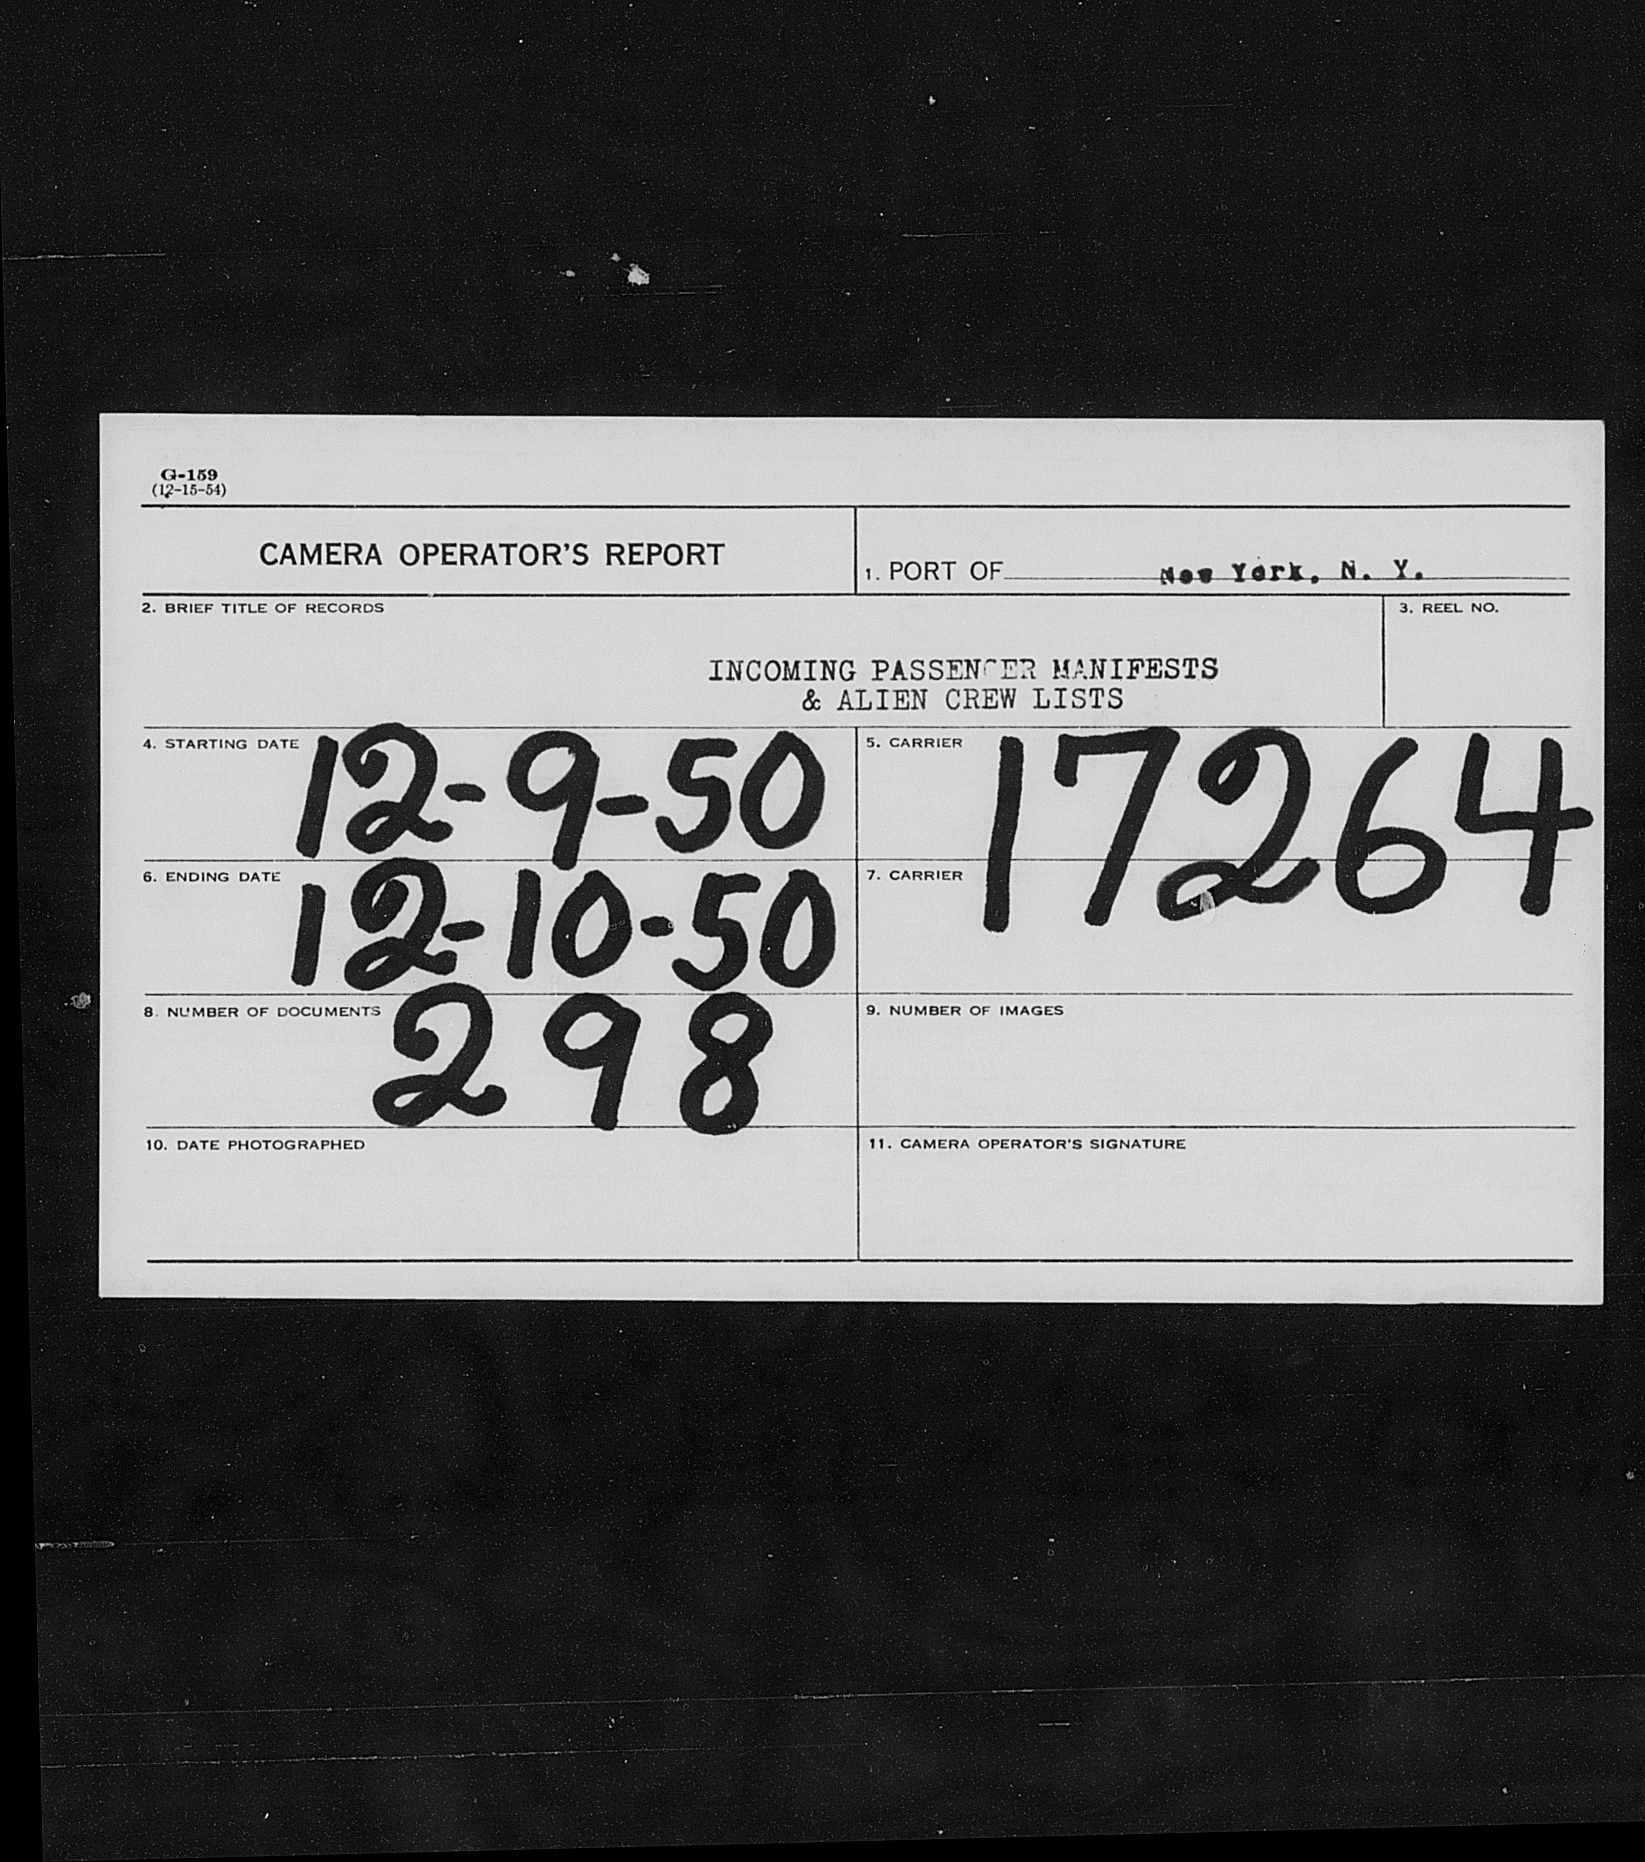 G-159
(12-15-54)
CAMERA OPERATOR'S REPORT
1. PORT OF New York, N. Y.
2. BRIEF TITLE OF RECORDS
3. REEL NO.
INCOMING PASSENGER MANIFESTS
& ALIEN CREW LISTS
4. STARTING DATE 12-9-50
5. CARRIER 17264
6. ENDING DATE 12-10-50
7. CARRIER
8. NUMBER OF DOCUMENTS 298
9. NUMBER OF IMAGES
10. DATE PHOTOGRAPHED
11. CAMERA OPERATOR'S SIGNATURE